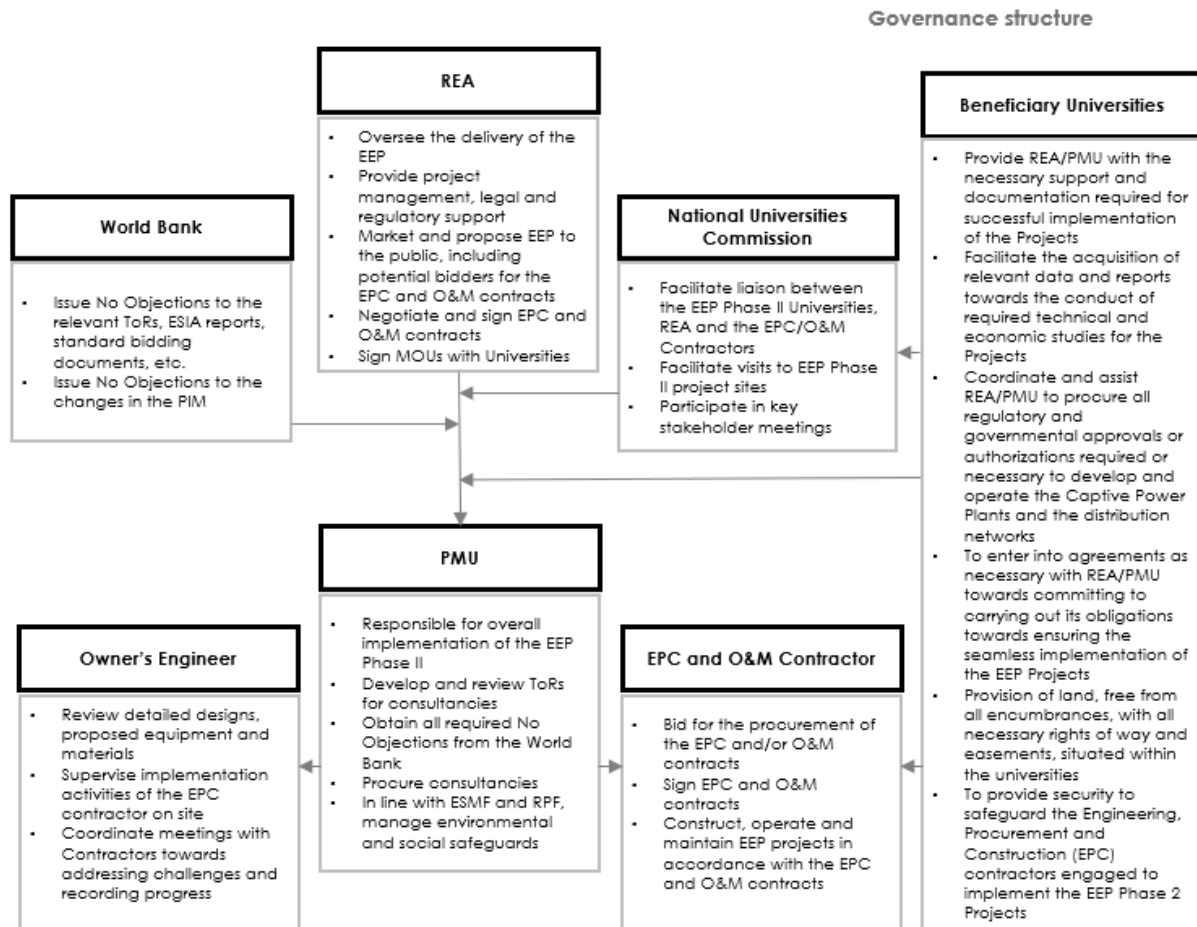 Governance structure
REA
▪ Oversee the delivery of the
EEP
▪ Provide project
management, legal and
regulatory support
▪ Market and propose EEP to
the public, including
potential bidders for the
EPC and O&M contracts
▪ Negotiate and sign EPC and
O&M contracts
▪ Sign MOUs with Universities
World Bank
▪ Issue No Objections to the
relevant ToRs, ESIA reports,
standard bidding
documents, etc.
▪ Issue No Objections to the
changes in the PIM
National Universities
Commission
▪ Facilitate liaison between
the EEP Phase II Universities,
REA and the EPC/O&M
Contractors
▪ Facilitate visits to EEP Phase
II project sites
▪ Participate in key
stakeholder meetings
Beneficiary Universities
▪ Provide REA/PMU with the
necessary support and
documentation required for
successful implementation
of the Projects
▪ Facilitate the acquisition of
relevant data and reports
towards the conduct of
required technical and
economic studies for the
Projects
▪ Coordinate and assist
REA/PMU to procure all
regulatory and
governmental approvals or
authorizations required or
necessary to develop and
operate the Captive Power
Plants and the distribution
networks
▪ To enter into agreements as
necessary with REA/PMU
towards committing to
carrying out its obligations
towards ensuring the
seamless implementation of
the EEP Projects
▪ Provision of land, free from
all encumbrances, with all
necessary rights of way and
easements, situated within
the universities
▪ To provide security to
safeguard the Engineering,
Procurement and
Construction (EPC)
contractors engaged to
implement the EEP Phase 2
Projects
PMU
▪ Responsible for overall
implementation of the EEP
Phase II
▪ Develop and review ToRs
for consultancies
▪ Obtain all required No
Objections from the World
Bank
▪ Procure consultancies
▪ In line with ESMF and RPF,
manage environmental
and social safeguards
Owner's Engineer
▪ Review detailed designs,
proposed equipment and
materials
▪ Supervise implementation
activities of the EPC
contractor on site
▪ Coordinate meetings with
Contractors towards
addressing challenges and
recording progress
EPC and O&M Contractor
▪ Bid for the procurement of
the EPC and/or O&M
contracts
▪ Sign EPC and O&M
contracts
▪ Construct, operate and
maintain EEP projects in
accordance with the EPC
and O&M contracts